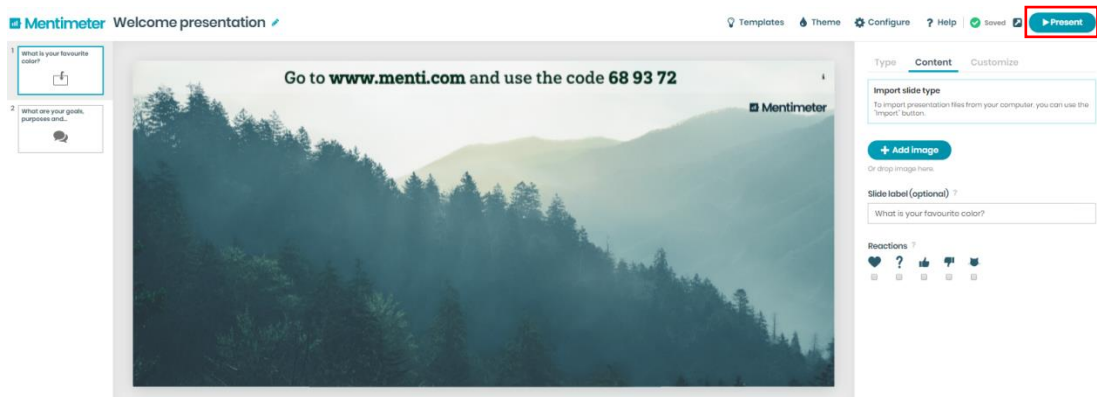 Mentimeter Welcome presentation
Templates Theme Configure ? Help Saved Present
1 What is your favourite
color?
2 What are your goals,
purposes and...
Go to www.menti.com and use the code 68 93 72
Mentimeter
Type Content Customize
Import slide type
To import presentation files from your computer, you can use the
"Import" button.
+ Add image
Or drop image here
Slide label (optional) ?
What is your favourite color?
Reactions ?
?